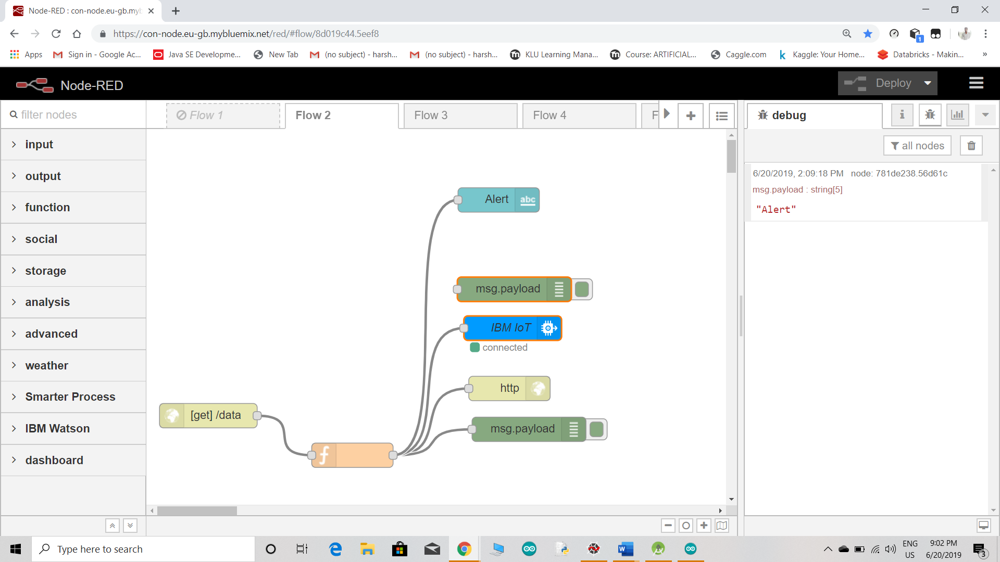 Node-RED : con-node.eu-gb.myb
https://con-node.eu-gb.mybluemix.net/red/#flow/8d019c44.5eef8
1
Apps
Sign in - Google Ac...
Java SE Developme...
New Tab
(no subject) - harsh...
(no subject) - harsh...
KLU Learning Mana...
Course: ARTIFICIAL...
Caggle.com
Kaggle: Your Home...
Databricks - Makin...
»
Node-RED
Deploy
filter nodes
Flow 1
Flow 2
Flow 3
Flow 4
F
debug
i
all nodes
input
output
function
social
storage
analysis
advanced
weather
Smarter Process
IBM Watson
dashboard
6/20/2019, 2:09:18 PM node: 781de238.56d61c
msg.payload : string[5]
"Alert"
Alert
abc
msg.payload
IBM IoT
connected
http
[get] /data
msg.payload
f
Type here to search
ENG
US
9:02 PM
6/20/2019
3